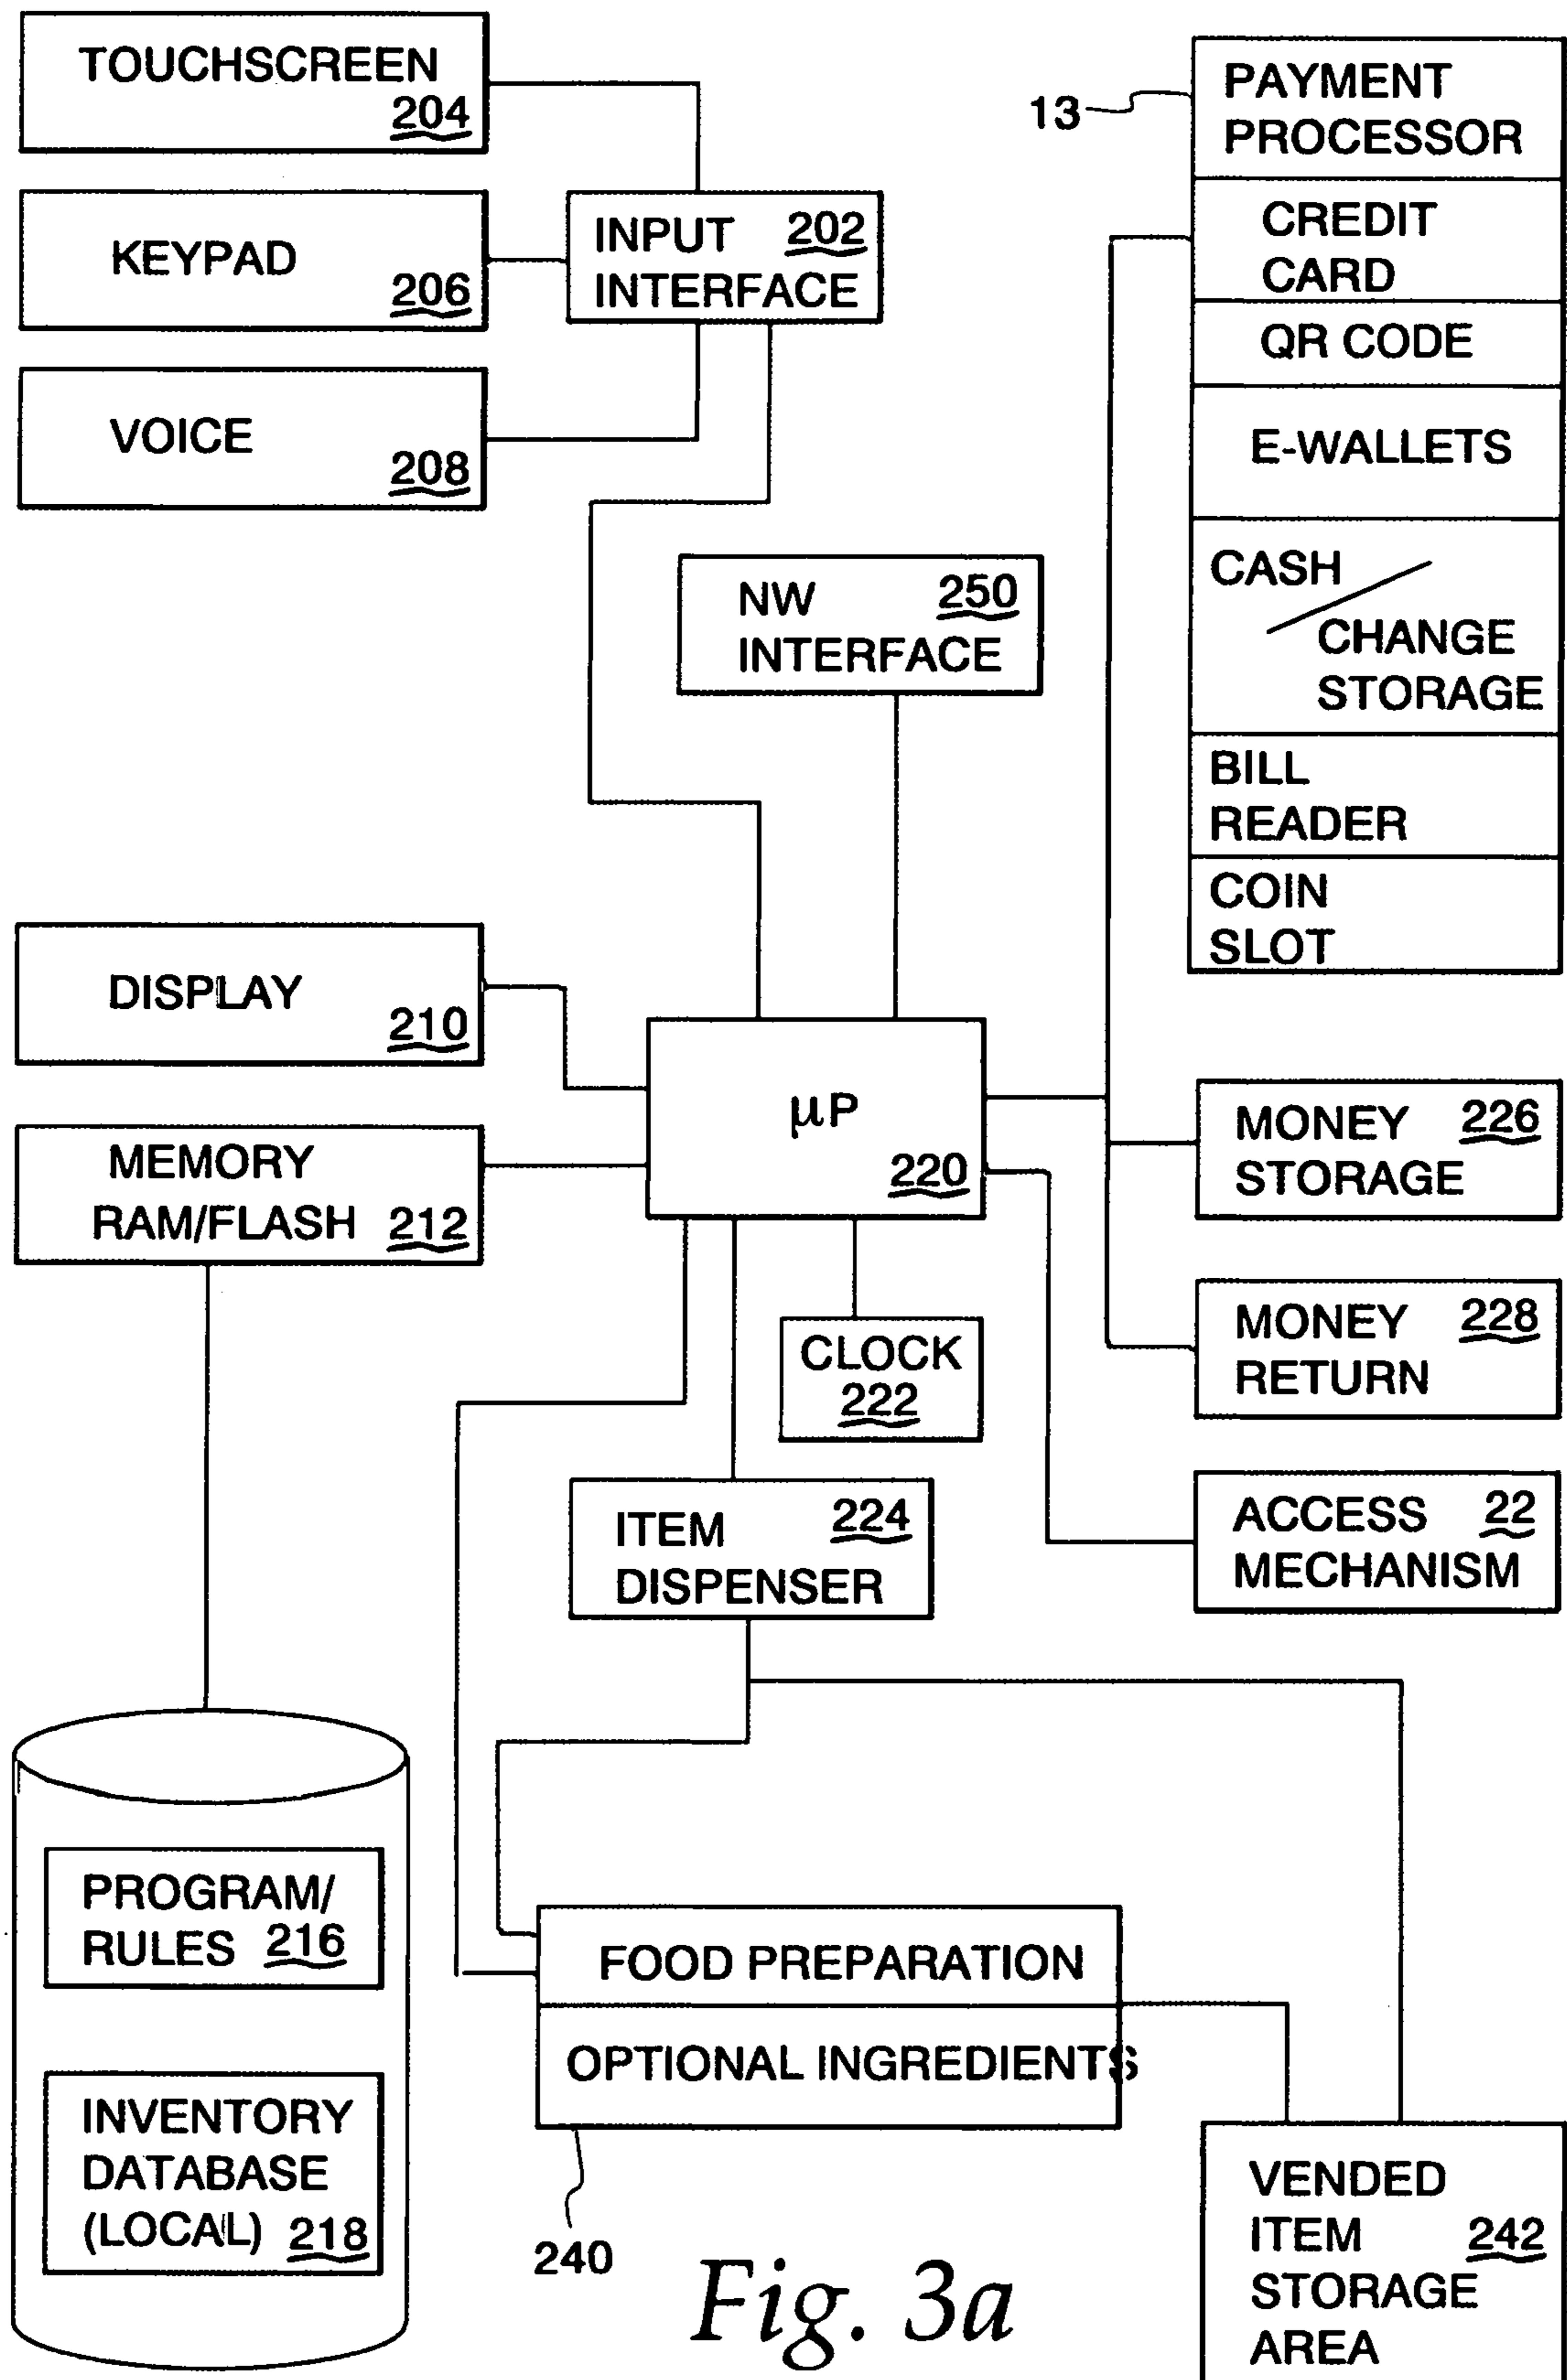 TOUCHSCREEN
204
KEYPAD
206
VOICE
208
INPUT 202
INTERFACE
13
PAYMENT
PROCESSOR
CREDIT
CARD
QR CODE
E-WALLETS
CASH /
CHANGE
STORAGE
BILL
READER
COIN
SLOT
NW 250
INTERFACE
DISPLAY
210
MEMORY
RAM/FLASH 212
µP
220
MONEY 226
STORAGE
MONEY 228
RETURN
CLOCK
222
ACCESS 22
MECHANISM
ITEM 224
DISPENSER
PROGRAM/
RULES 216
INVENTORY
DATABASE
(LOCAL) 218
FOOD PREPARATION
OPTIONAL INGREDIENTS
240
VENDED
ITEM 242
STORAGE
AREA
Fig. 3a